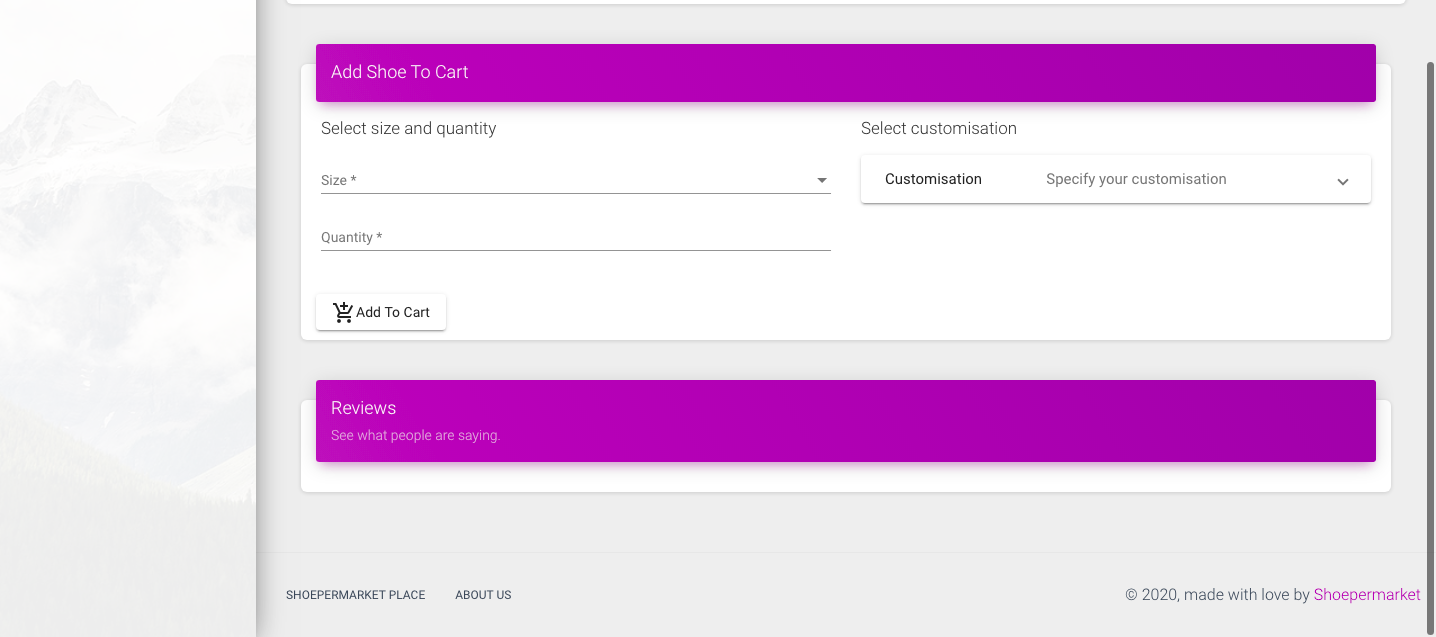 Add Shoe To Cart
Select size and quantity
Select customisation
Size *
Customisation Specify your customisation
Quantity *
Add To Cart
Reviews
See what people are saying.
SHOEPERMARKET PLACE ABOUT US © 2020, made with love by Shoepermarket